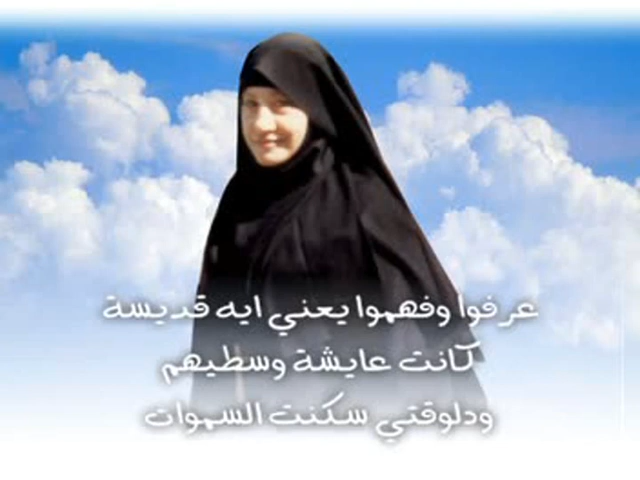 عرفوا وفهموا يعني ايه قديسة
كانت عايشة وسطيهم
ودلوقتي سكنت السموات